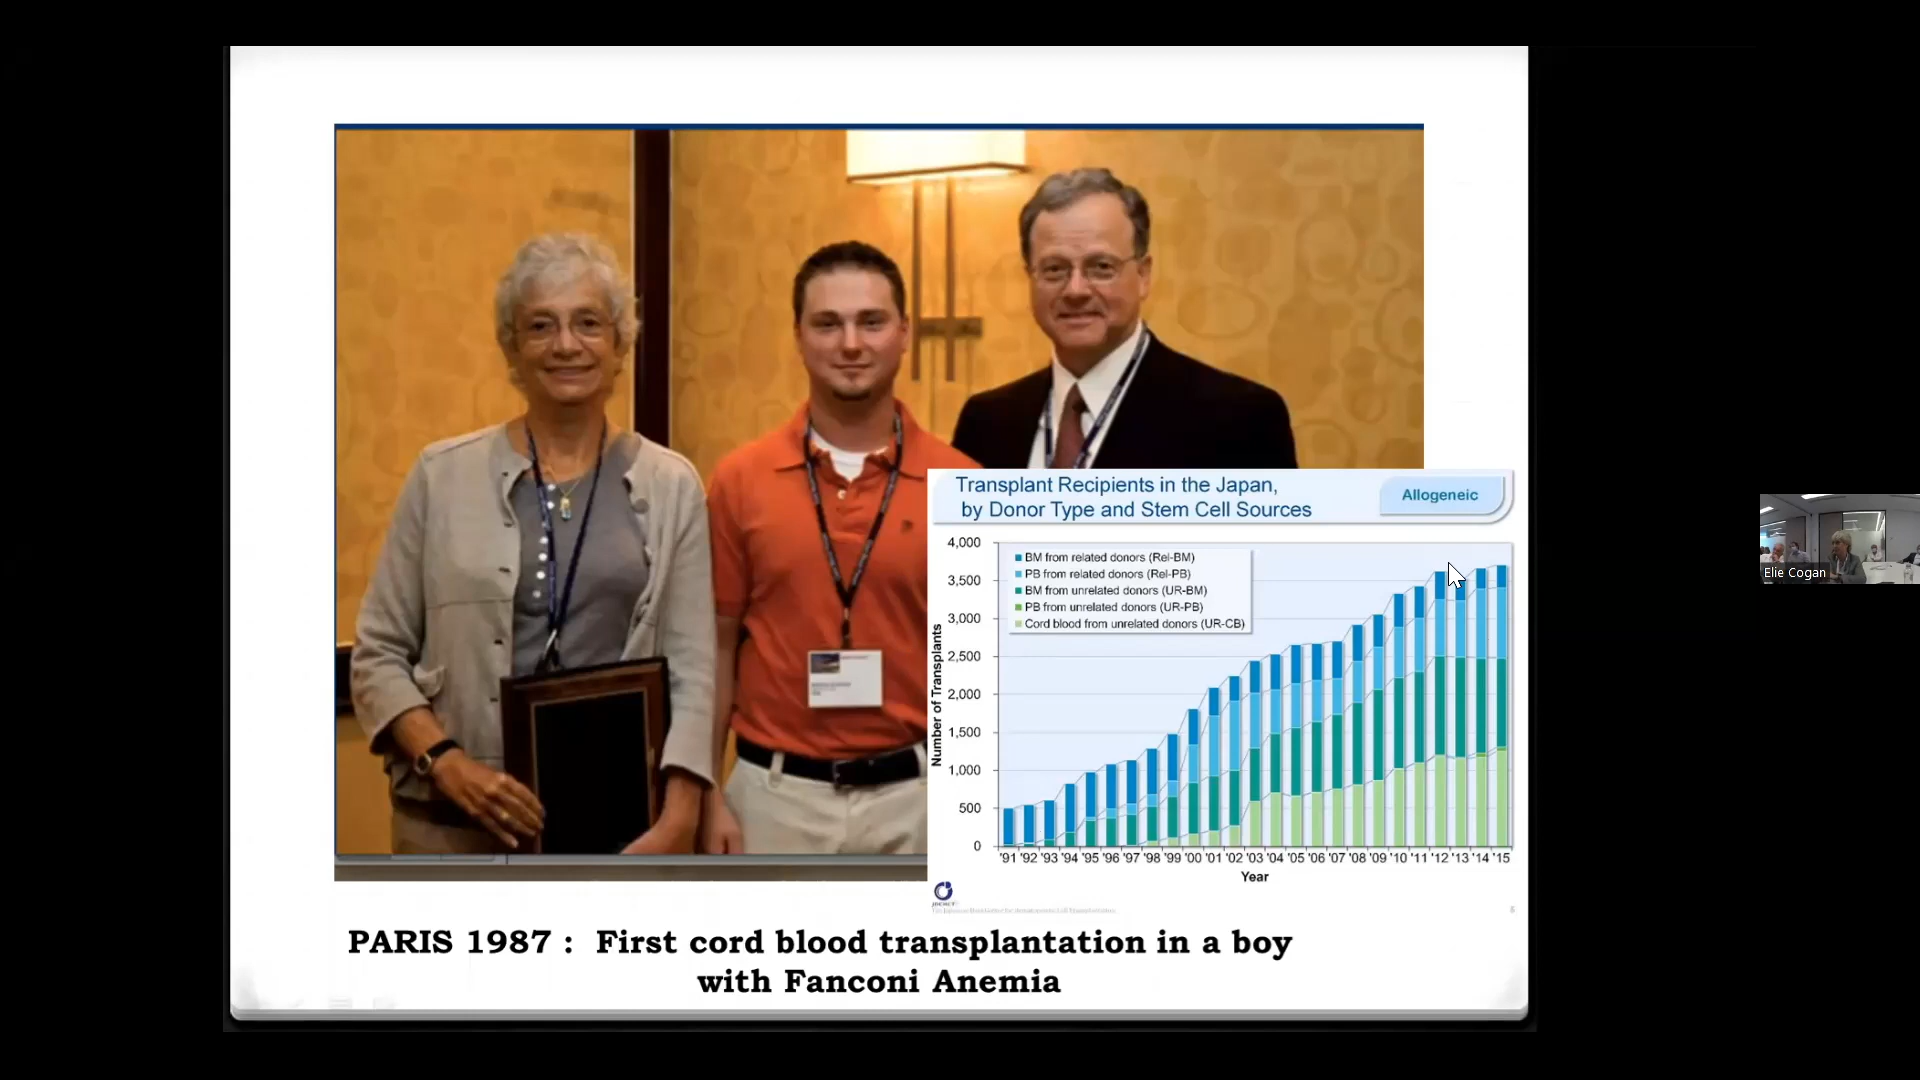 Transplant Recipients in the Japan,
by Donor Type and Stem Cell Sources
Allogeneic
4,000
3,500
3,000
2,500
2,000
1,500
1,000
500
0
Number of Transplants
BM from related donors (Rel-BM)
PB from related donors (Rel-PB)
BM from unrelated donors (UR-BM)
PB from unrelated donors (UR-PB)
Cord blood from unrelated donors (UR-CB)
'91 '92 '93 '94 '95 '96 '97 '98 '99 '00 '01 '02 '03 '04 '05 '06 '07 '08 '09 '10 '11 '12 '13 '14 '15
Year
PARIS 1987 : First cord blood transplantation in a boy
with Fanconi Anemia
Elie Cogan